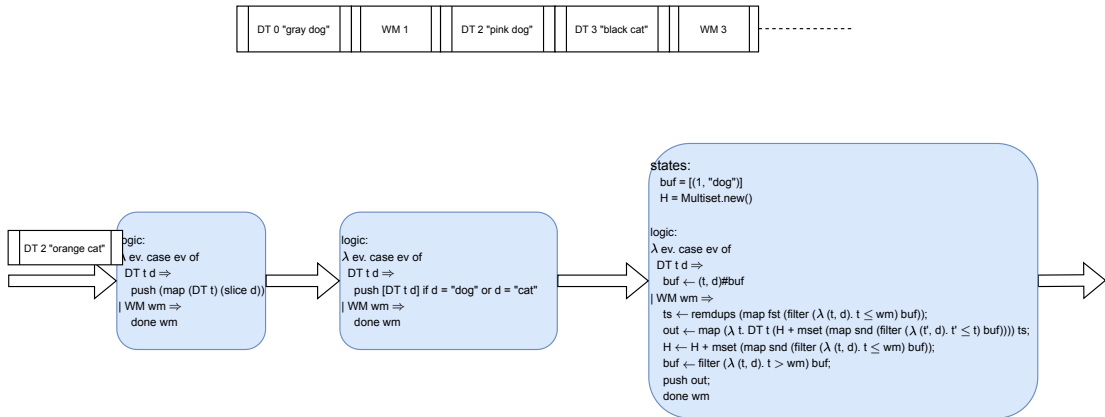 DT 0 "gray dog" WM 1 DT 2 "pink dog" DT 3 "black cat" WM 3
DT 2 "orange cat"
logic:
λ ev. case ev of
DT t d ⇒
push (map (DT t) (slice d))
| WM wm ⇒
done wm
logic:
λ ev. case ev of
DT t d ⇒
push [DT t d] if d = "dog" or d = "cat"
| WM wm ⇒
done wm
states:
buf = [(1, "dog")]
H = Multiset.new()
logic:
λ ev. case ev of
DT t d ⇒
buf ← (t, d)#buf
| WM wm ⇒
ts ← remdups (map fst (filter (λ (t, d). t ≤ wm) buf));
out ← map (λ t. DT t (H + mset (map snd (filter (λ (t', d). t' ≤ t) buf)))) ts;
H ← H + mset (map snd (filter (λ (t, d). t ≤ wm) buf));
buf ← filter (λ (t, d). t > wm) buf;
push out;
done wm